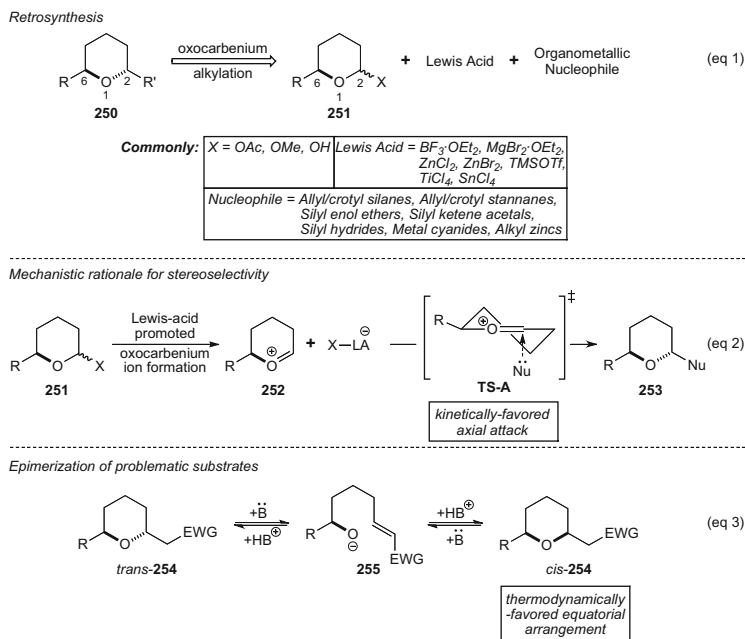 Retrosynthesis
R O R' 6 2 1
250
oxocarbenium
alkylation
R O X 6 2 1
251
+ Lewis Acid +
Organometallic
Nucleophile
(eq 1)
Commonly:
X = OAc, OMe, OH
Lewis Acid = BF3·OEt2, MgBr2·OEt2,
ZnCl2, ZnBr2, TMSOTf,
TiCl4, SnCl4
Nucleophile = Allyl/crotyl silanes, Allyl/crotyl stannanes,
Silyl enol ethers, Silyl ketene acetals,
Silyl hydrides, Metal cyanides, Alkyl zincs
Mechanistic rationale for stereoselectivity
R O X
251
Lewis-acid
promoted
oxocarbenium
ion formation
R O ⊕
252
+ X—LA ⊖
R O ⊕ Nu ‡
TS-A
kinetically-favored
axial attack
R O Nu
253
(eq 2)
Epimerization of problematic substrates
R O EWG
trans-254
+B̈
+HB⊕
R O ⊖ EWG
255
+HB⊕
+B̈
R O EWG
cis-254
(eq 3)
thermodynamically
-favored equatorial
arrangement